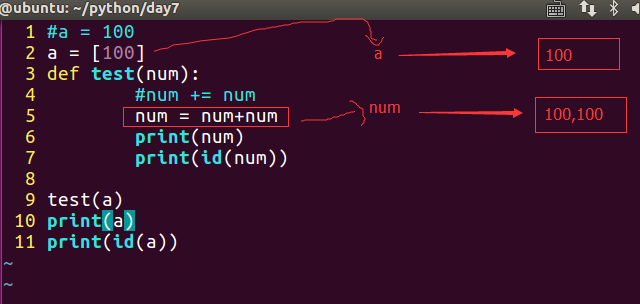 @ubuntu: ~/python/day7
1 #a = 100
2 a = [100]
3 def test(num):
4 #num += num
5 num = num+num
6 print(num)
7 print(id(num))
8
9 test(a)
10 print(a)
11 print(id(a))
~
~
a
100
num
100,100